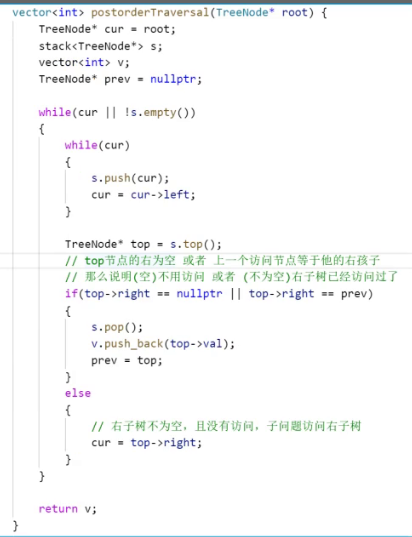 vector<int> postorderTraversal(TreeNode* root) {
    TreeNode* cur = root;
    stack<TreeNode*> s;
    vector<int> v;
    TreeNode* prev = nullptr;

    while(cur || !s.empty())
    {
        while(cur)
        {
            s.push(cur);
            cur = cur->left;
        }

        TreeNode* top = s.top();
        // top节点的右为空 或者 上一个访问节点等于他的右孩子
        // 那么说明(空)不用访问 或者 (不为空)右子树已经访问过了
        if(top->right == nullptr || top->right == prev)
        {
            s.pop();
            v.push_back(top->val);
            prev = top;
        }
        else
        {
            // 右子树不为空，且没有访问，子问题访问右子树
            cur = top->right;
        }
    }

    return v;
}